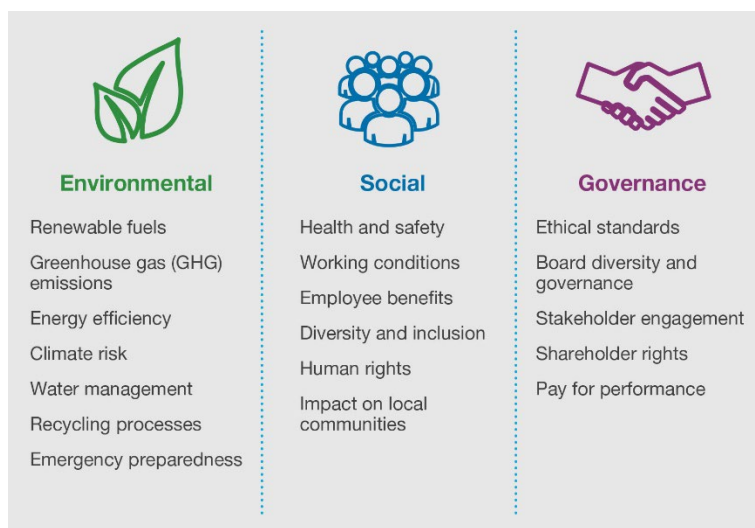 Environmental
Renewable fuels
Greenhouse gas (GHG)
emissions
Energy efficiency
Climate risk
Water management
Recycling processes
Emergency preparedness
Social
Health and safety
Working conditions
Employee benefits
Diversity and inclusion
Human rights
Impact on local
communities
Governance
Ethical standards
Board diversity and
governance
Stakeholder engagement
Shareholder rights
Pay for performance